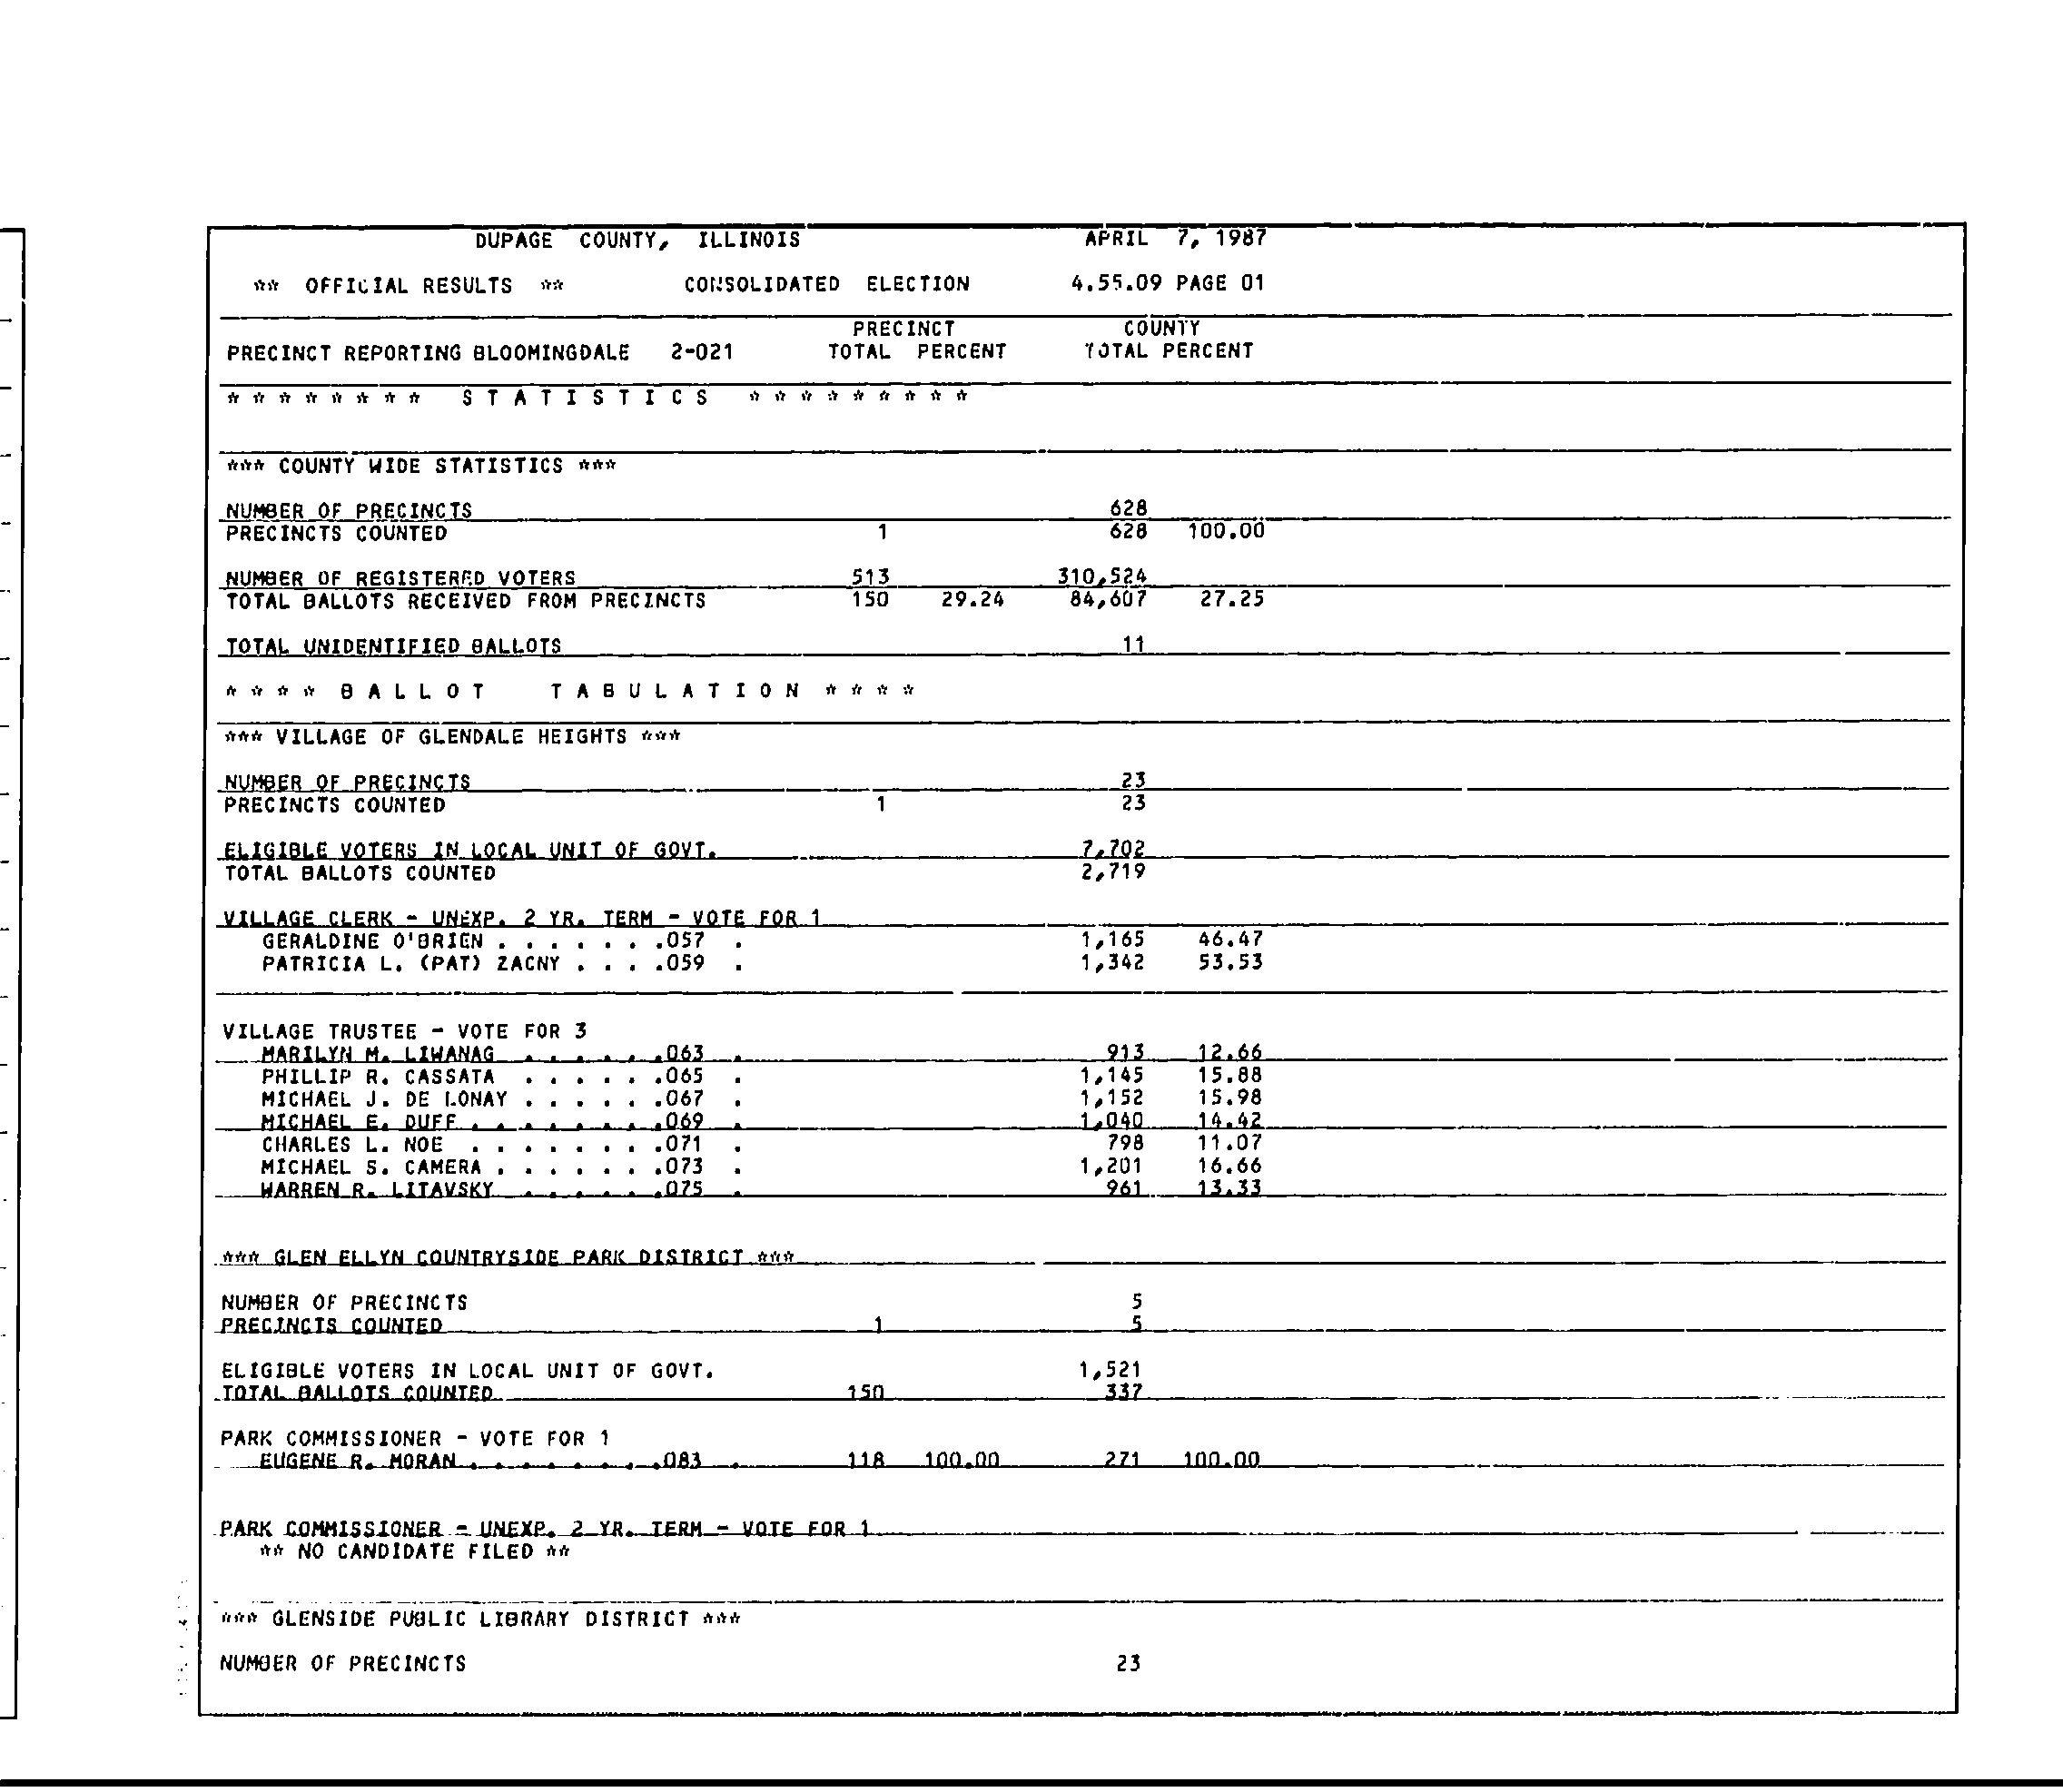 DUPAGE COUNTY, ILLINOIS APRIL 7, 1987
** OFFICIAL RESULTS ** CONSOLIDATED ELECTION 4.55.09 PAGE 01
PRECINCT COUNTY
PRECINCT REPORTING BLOOMINGDALE 2-021 TOTAL PERCENT TOTAL PERCENT
* * * * * * * * S T A T I S T I C S * * * * * * * * *
*** COUNTY WIDE STATISTICS ***
NUMBER OF PRECINCTS 628
PRECINCTS COUNTED 1 628 100.00
NUMBER OF REGISTERED VOTERS 513 310,524
TOTAL BALLOTS RECEIVED FROM PRECINCTS 150 29.24 84,607 27.25
TOTAL UNIDENTIFIED BALLOTS 11
* * * * B A L L O T T A B U L A T I O N * * * *
*** VILLAGE OF GLENDALE HEIGHTS ***
NUMBER OF PRECINCTS 23
PRECINCTS COUNTED 1 23
ELIGIBLE VOTERS IN LOCAL UNIT OF GOVT. 7,702
TOTAL BALLOTS COUNTED 2,719
VILLAGE CLERK - UNEXP. 2 YR. TERM - VOTE FOR 1
GERALDINE O'BRIEN . . . . . . .057 . 1,165 46.47
PATRICIA L. (PAT) ZACNY . . . .059 . 1,342 53.53
VILLAGE TRUSTEE - VOTE FOR 3
MARILYN M. LIWANAG . . . . . .063 . 913 12.66
PHILLIP R. CASSATA . . . . . .065 . 1,145 15.88
MICHAEL J. DE LONAY . . . . . .067 . 1,152 15.98
MICHAEL E. DUFF . . . . . . . .069 . 1,040 14.42
CHARLES L. NOE . . . . . . . .071 . 798 11.07
MICHAEL S. CAMERA . . . . . . .073 . 1,201 16.66
WARREN R. LITAVSKY . . . . . .075 . 961 13.33
*** GLEN ELLYN COUNTRYSIDE PARK DISTRICT ***
NUMBER OF PRECINCTS 5
PRECINCTS COUNTED 1 5
ELIGIBLE VOTERS IN LOCAL UNIT OF GOVT. 1,521
TOTAL BALLOTS COUNTED 150 337
PARK COMMISSIONER - VOTE FOR 1
EUGENE R. MORAN . . . . . . . .083 . 118 100.00 271 100.00
PARK COMMISSIONER - UNEXP. 2 YR. TERM - VOTE FOR 1
** NO CANDIDATE FILED **
*** GLENSIDE PUBLIC LIBRARY DISTRICT ***
NUMBER OF PRECINCTS 23